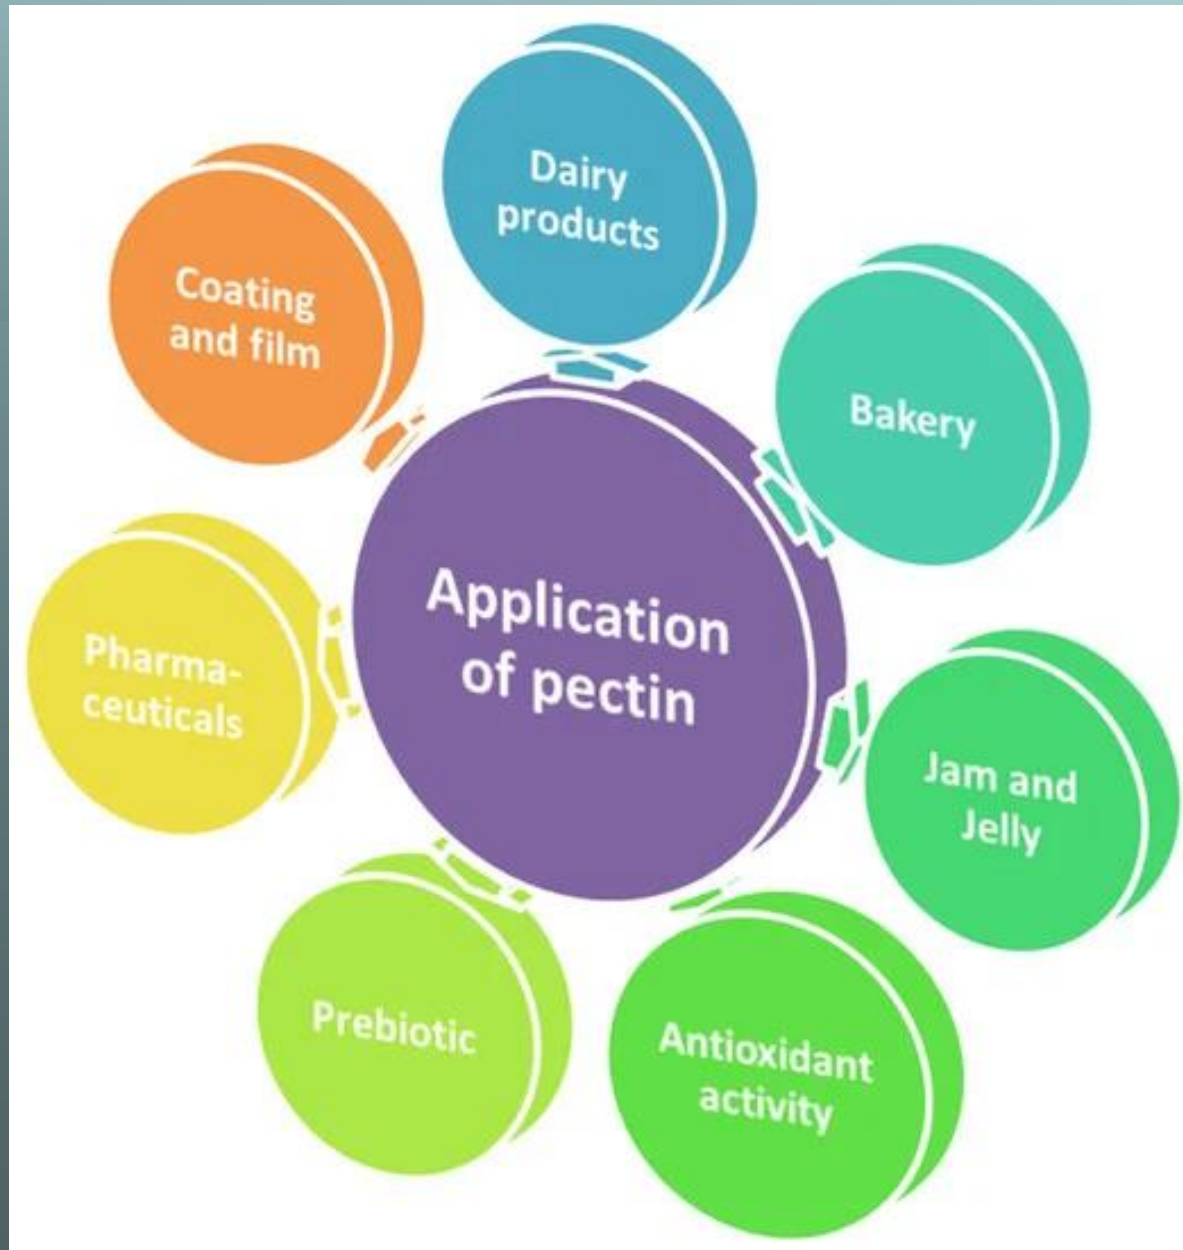 Dairy
products
Bakery
Jam and
Jelly
Antioxidant
activity
Prebiotic
Pharma-
ceuticals
Coating
and film
Application
of pectin